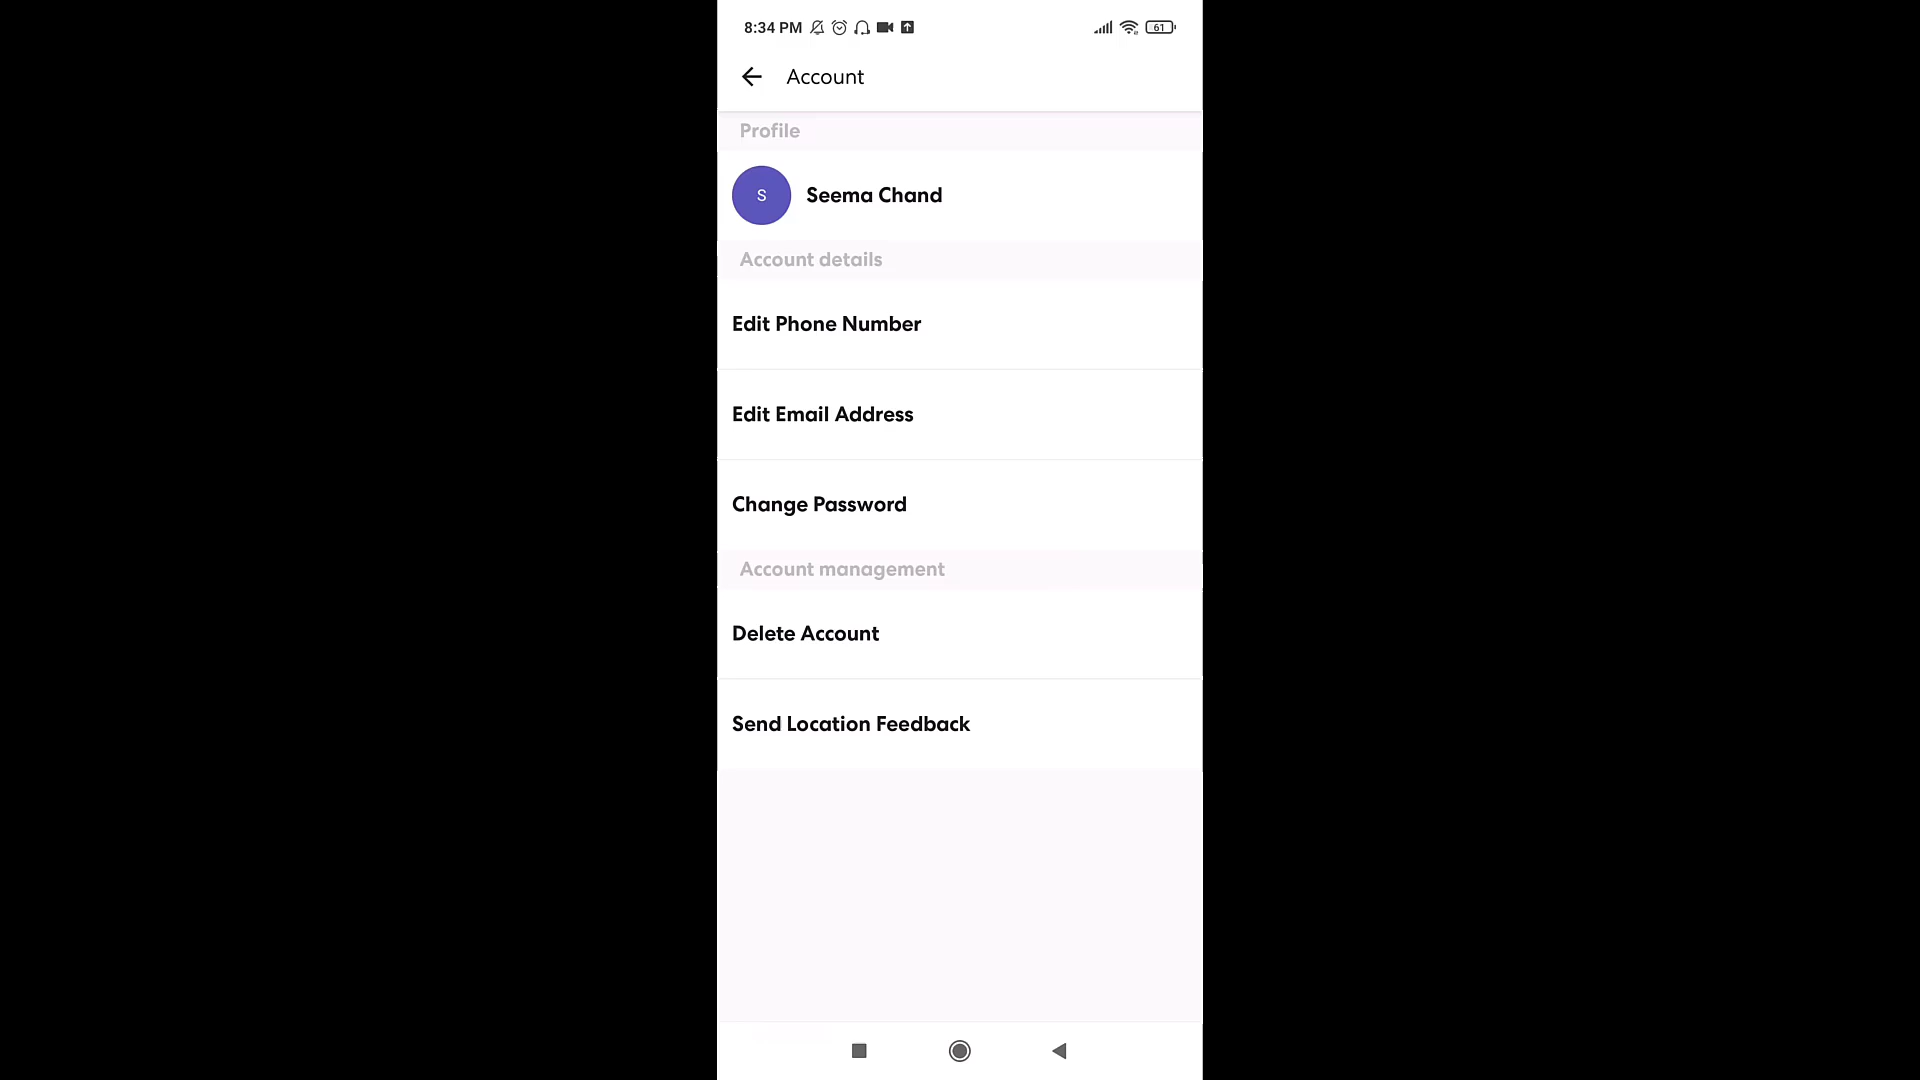 8:34 PM
61
Account
Profile
S
Seema Chand
Account details
Edit Phone Number
Edit Email Address
Change Password
Account management
Delete Account
Send Location Feedback